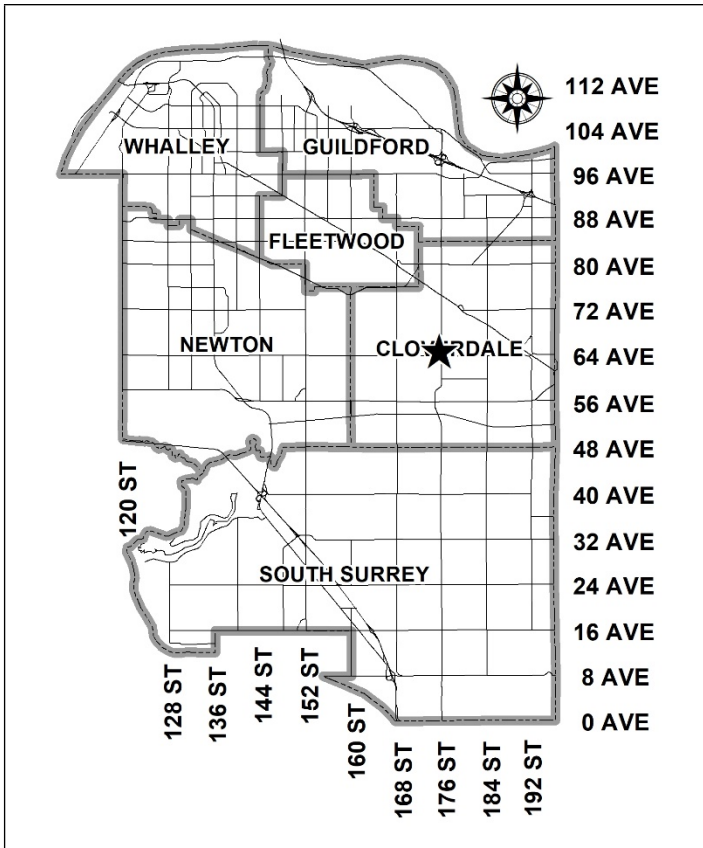 112 AVE
104 AVE
WHALLEY
GUILDFORD
96 AVE
88 AVE
FLEETWOOD
80 AVE
72 AVE
NEWTON
CLOVERDALE
64 AVE
56 AVE
48 AVE
120 ST
40 AVE
32 AVE
SOUTH SURREY
24 AVE
16 AVE
128 ST
136 ST
144 ST
152 ST
160 ST
8 AVE
0 AVE
168 ST
176 ST
184 ST
192 ST